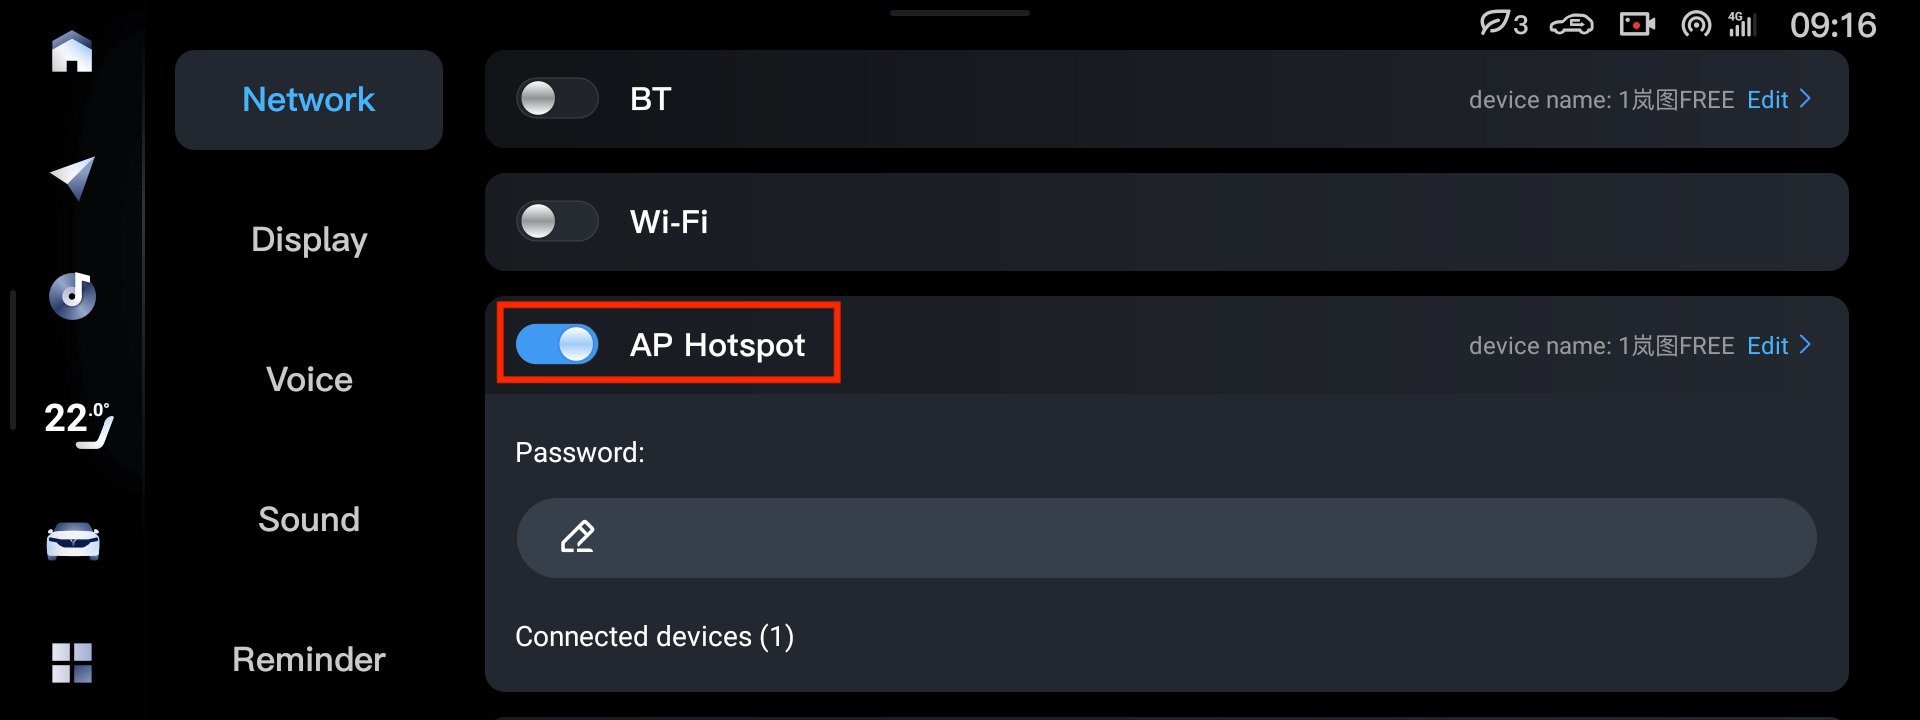 3
4G
09:16
Network
BT
device name: 1岚图FREE Edit
Wi-Fi
Display
AP Hotspot
device name: 1岚图FREE Edit
Voice
22.0°
Password:
Sound
Connected devices (1)
Reminder